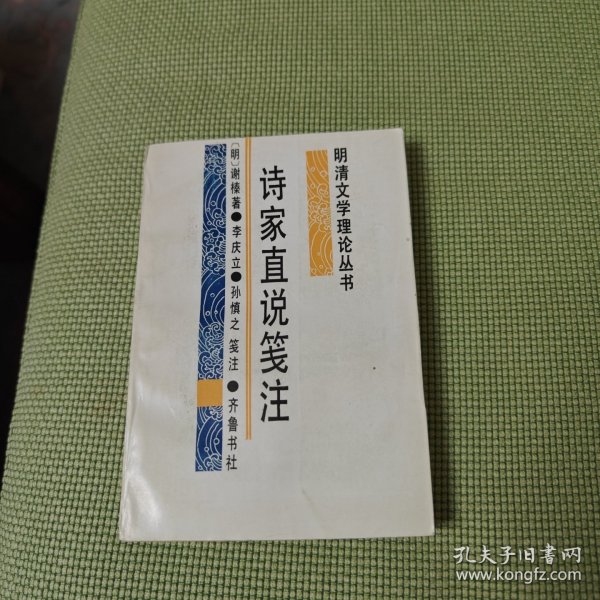 明清文学理论丛书
诗家直说笺注
〔明〕谢榛著●李庆立●孙慎之 笺注●齐鲁书社
孔夫子旧书网
www.kongfz.com